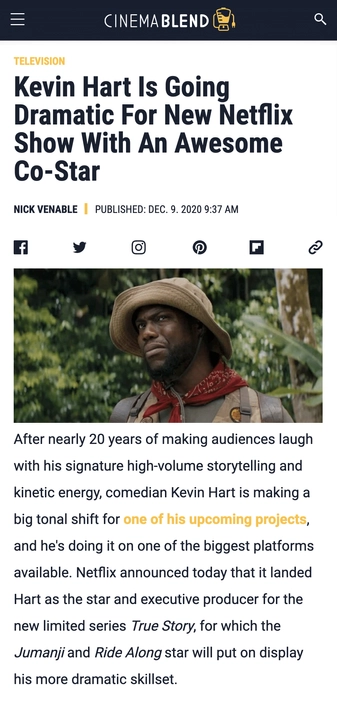 CINEMABLEND
TELEVISION
Kevin Hart Is Going
Dramatic For New Netflix
Show With An Awesome
Co-Star
NICK VENABLE | PUBLISHED: DEC. 9. 2020 9:37 AM
After nearly 20 years of making audiences laugh
with his signature high-volume storytelling and
kinetic energy, comedian Kevin Hart is making a
big tonal shift for one of his upcoming projects,
and he's doing it on one of the biggest platforms
available. Netflix announced today that it landed
Hart as the star and executive producer for the
new limited series True Story, for which the
Jumanji and Ride Along star will put on display
his more dramatic skillset.